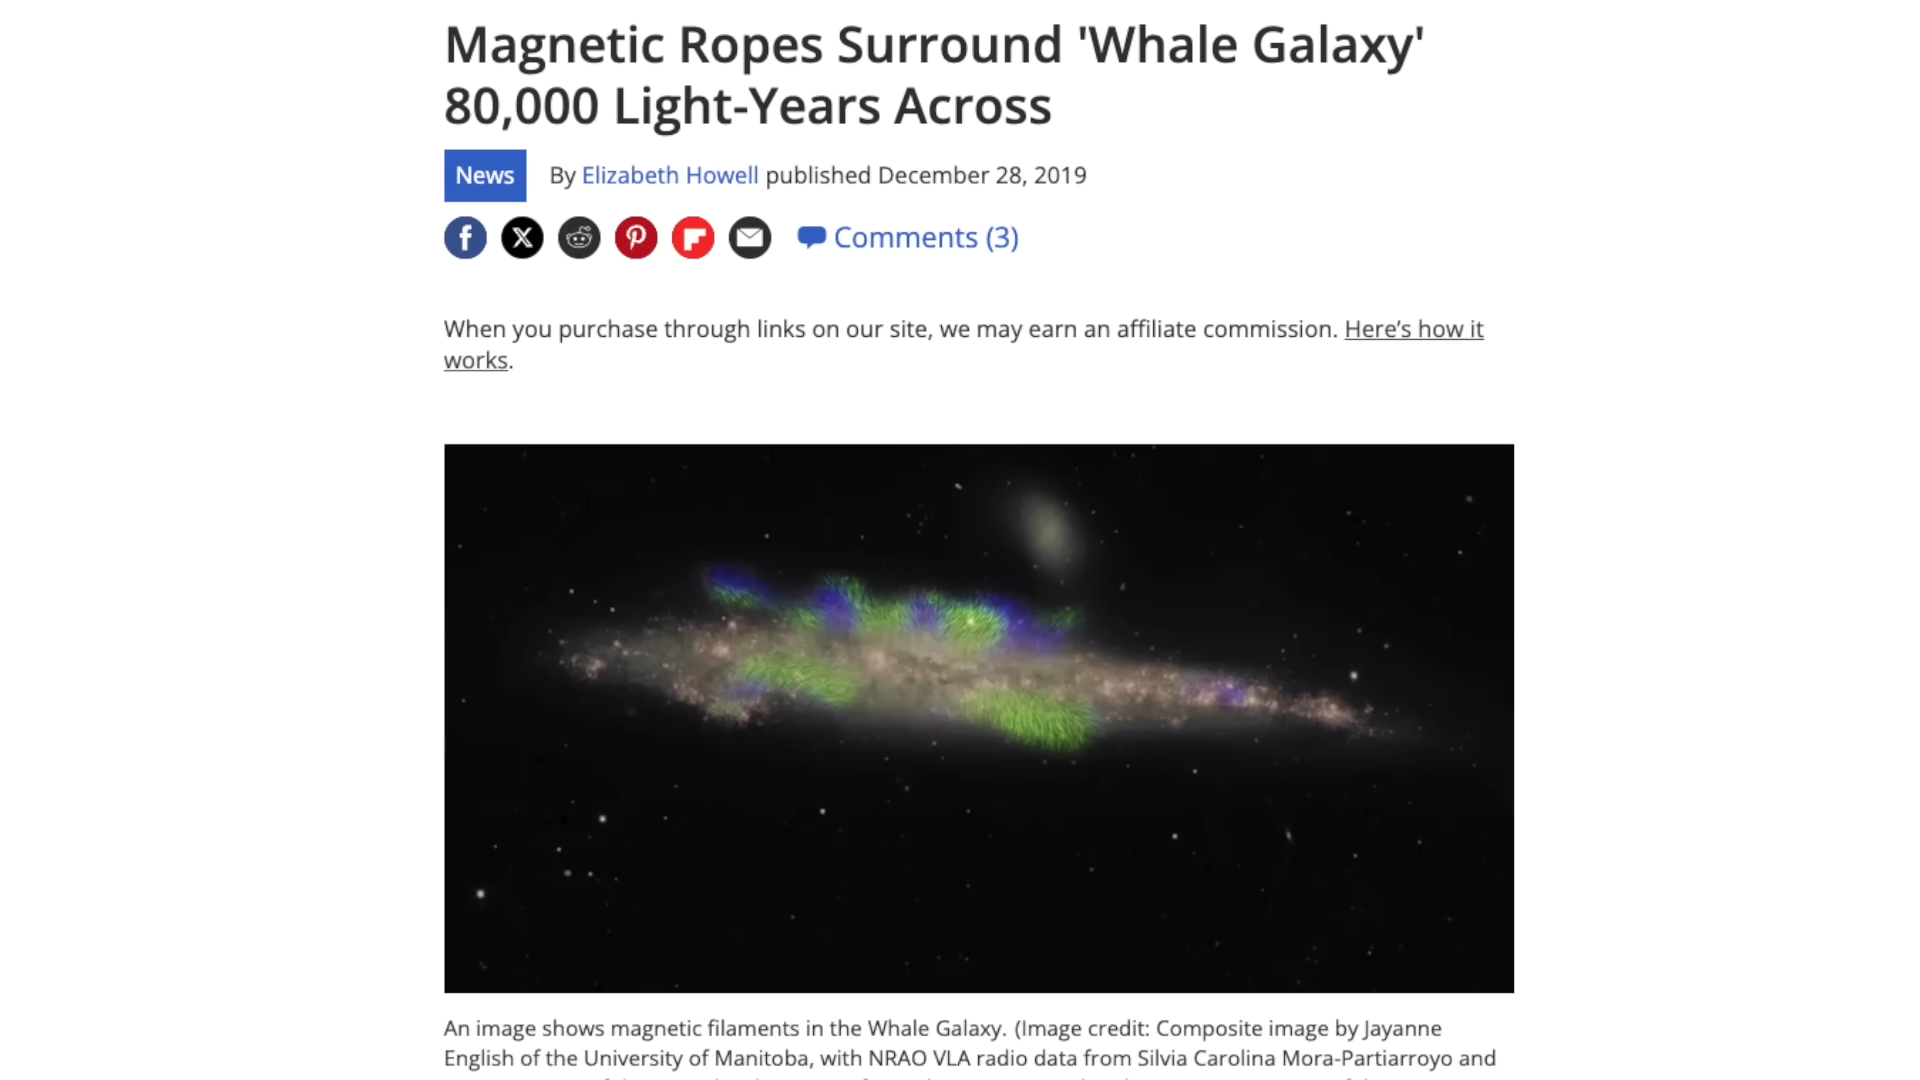 Magnetic Ropes Surround 'Whale Galaxy'
80,000 Light-Years Across
News
By Elizabeth Howell published December 28, 2019
Comments (3)
When you purchase through links on our site, we may earn an affiliate commission. Here’s how it
works.
An image shows magnetic filaments in the Whale Galaxy. (Image credit: Composite image by Jayanne
English of the University of Manitoba, with NRAO VLA radio data from Silvia Carolina Mora-Partiarroyo and